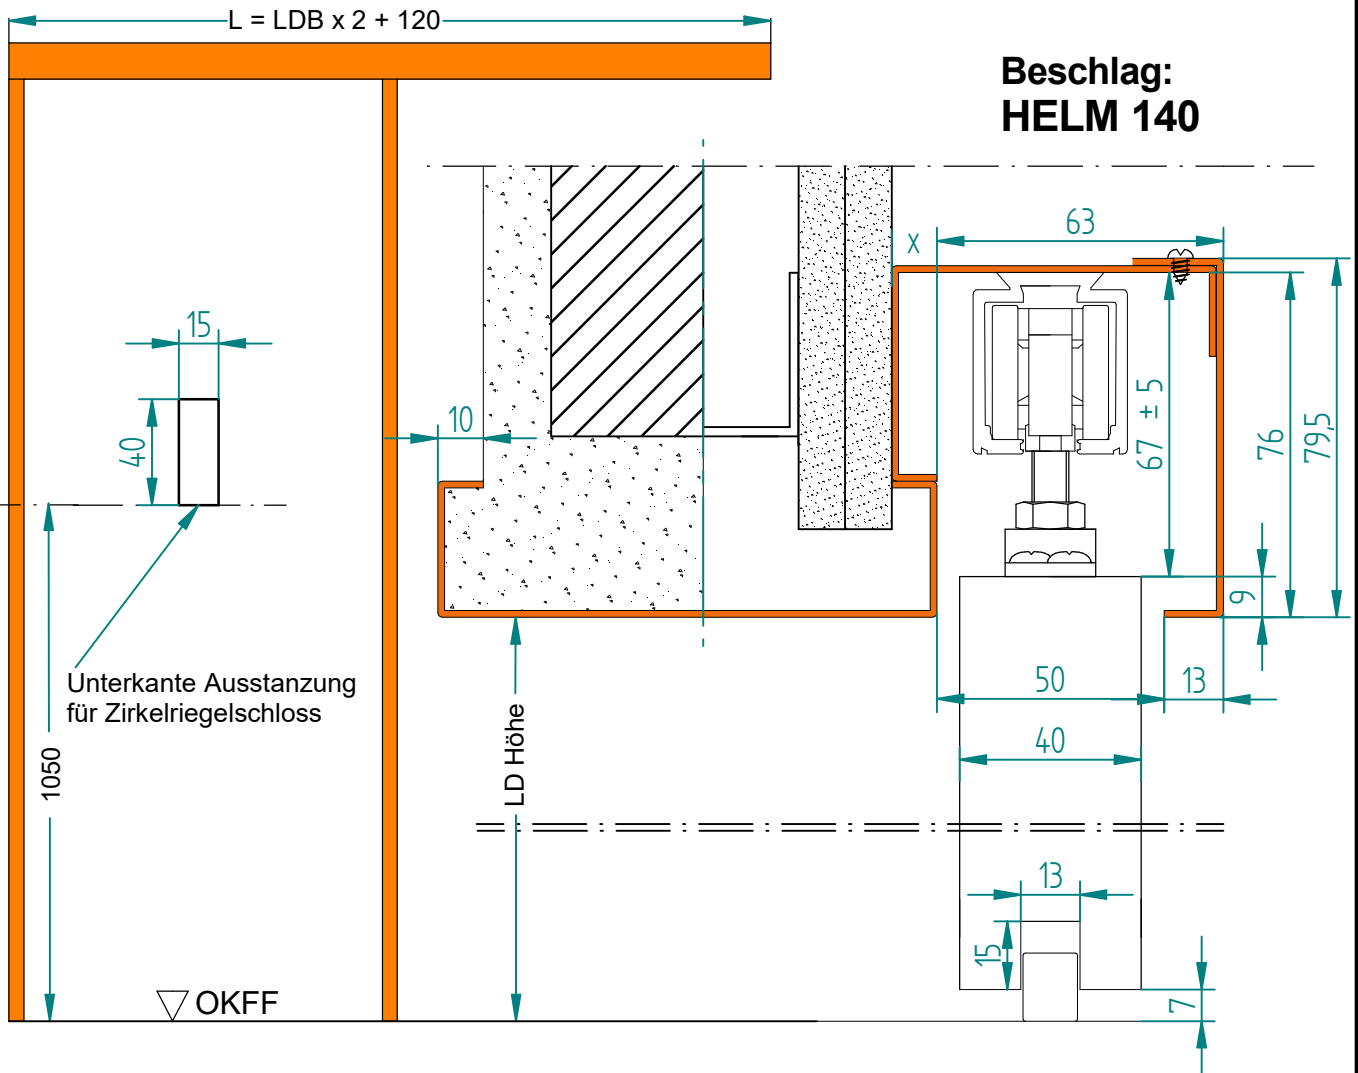 L = LDB x 2 + 120
Beschlag:
HELM 140
x
63
15
40
10
67 ± 5
76
79,5
9
Unterkante Ausstanzung
für Zirkelriegelschloss
50
13
40
1050
LD Höhe
13
15
7
OKFF